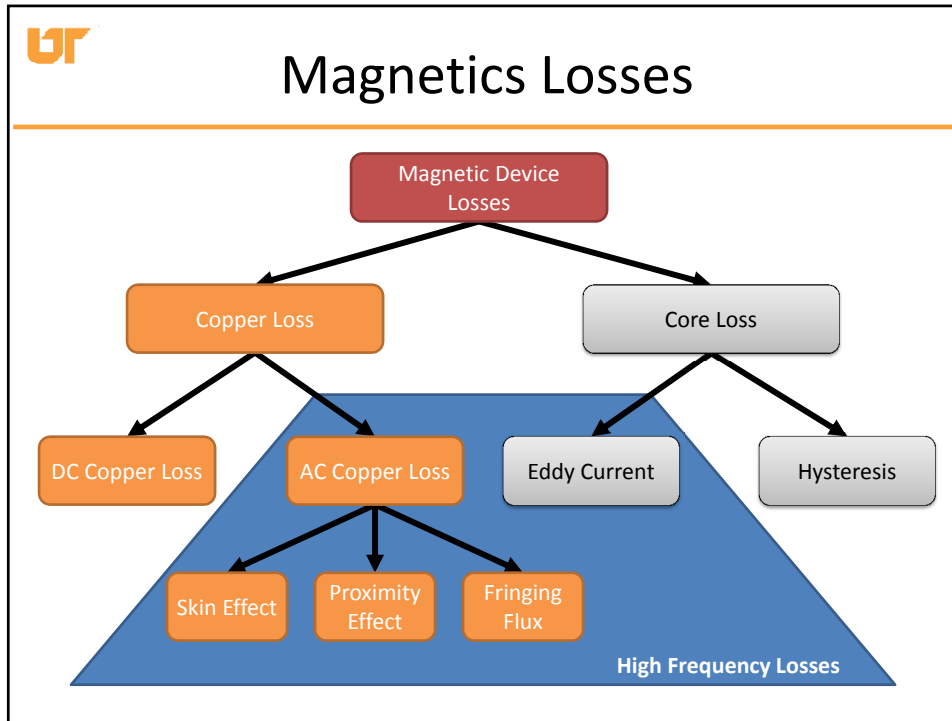 UT
Magnetics Losses
Magnetic Device
Losses
Copper Loss
Core Loss
DC Copper Loss
AC Copper Loss
Eddy Current
Hysteresis
Skin Effect
Proximity
Effect
Fringing
Flux
High Frequency Losses